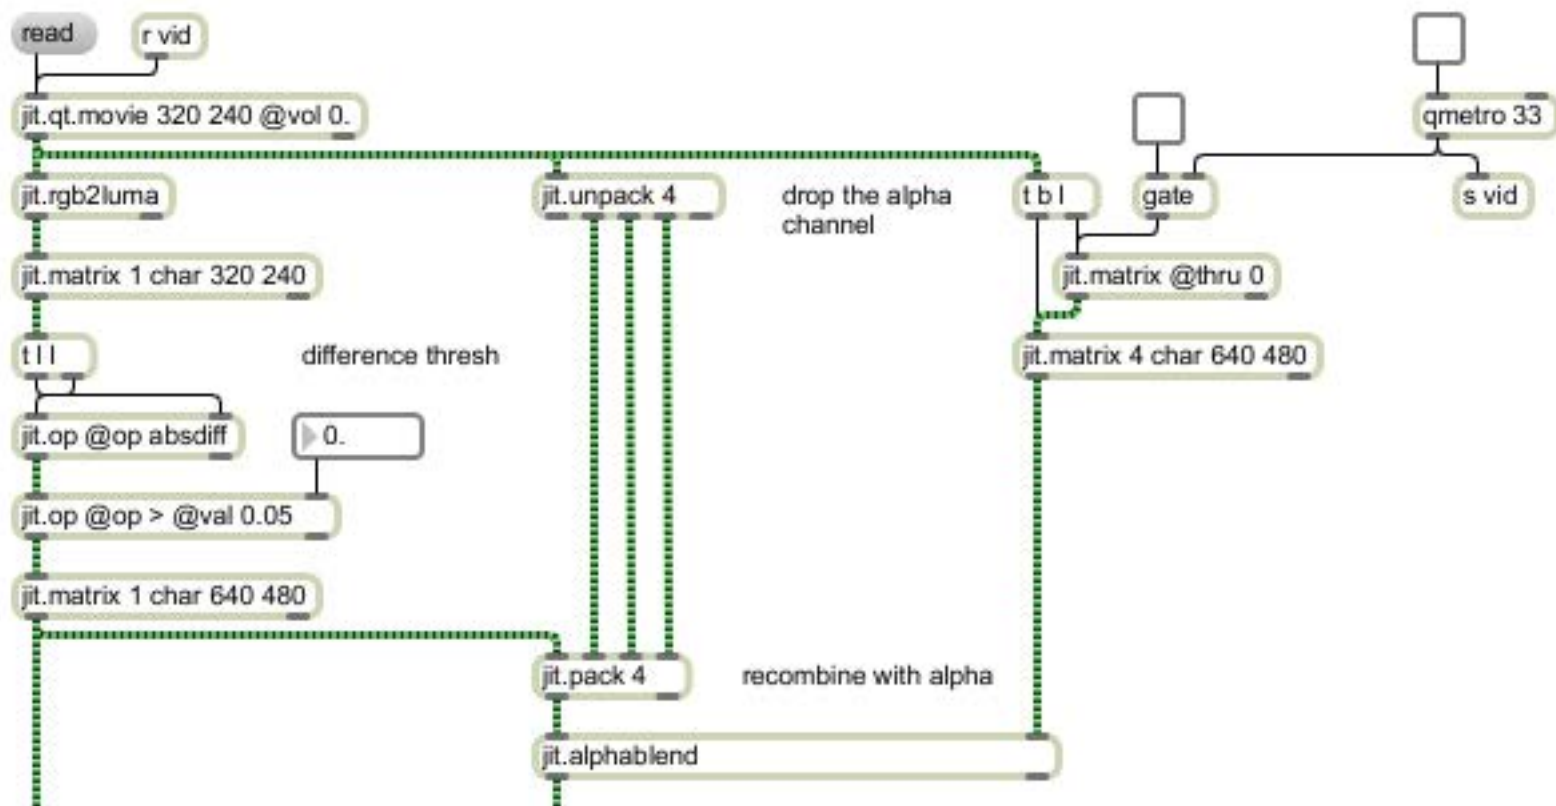 read
r vid
jit.qt.movie 320 240 @vol 0.
qmetro 33
jit.rgb2luma
jit.unpack 4
drop the alpha
channel
t b l
gate
s vid
jit.matrix 1 char 320 240
jit.matrix @thru 0
t l l
difference thresh
jit.matrix 4 char 640 480
jit.op @op absdiff
0.
jit.op @op > @val 0.05
jit.matrix 1 char 640 480
jit.pack 4
recombine with alpha
jit.alphablend